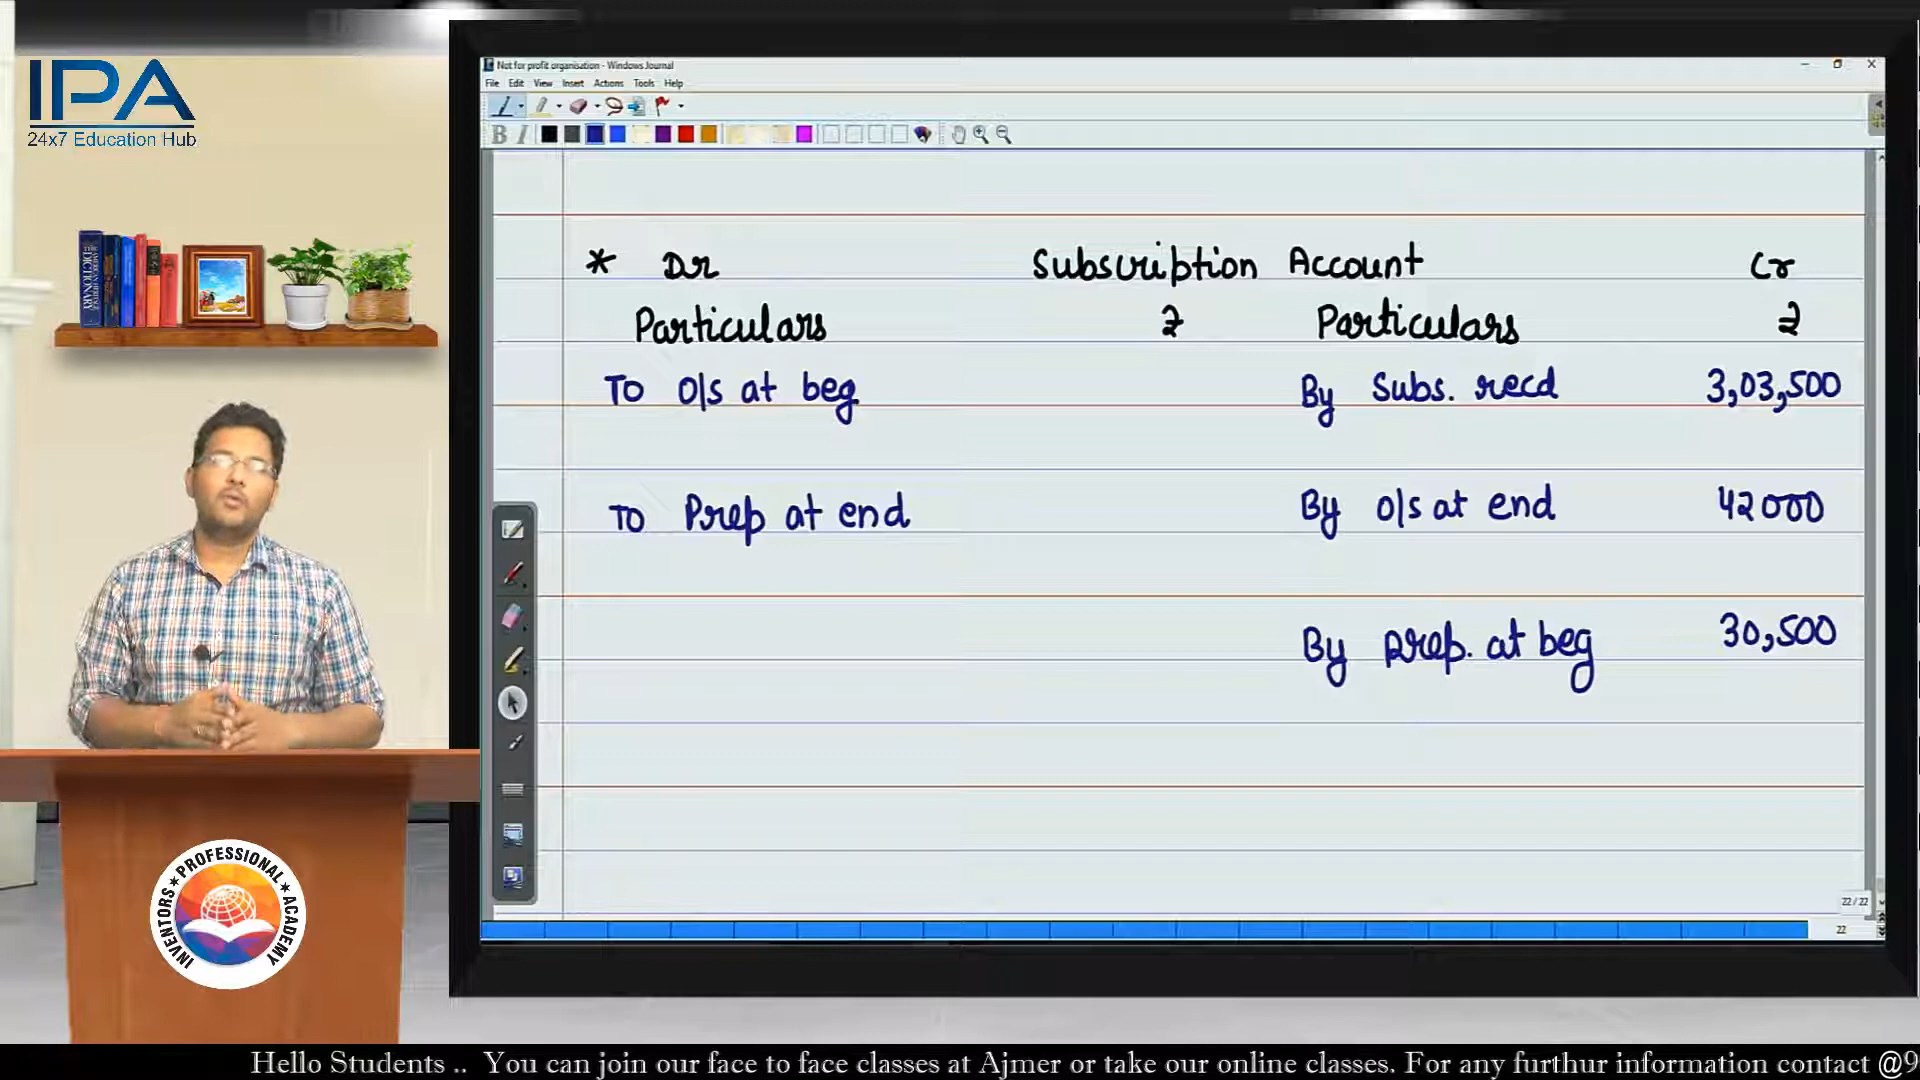 IPA
24x7 Education Hub
Not for profit organisation - Windows Journal
File Edit View Insert Actions Tools Help
B I
* Dr Subscription Account Cr
Particulars ₹ Particulars ₹
To o/s at beg By Subs. recd 3,03,500
To Prep at end By o/s at end 42000
By prep. at beg 30,500
22 / 22
22
INVENTORS ★ PROFESSIONAL ★ ACADEMY
Hello Students .. You can join our face to face classes at Ajmer or take our online classes. For any furthur information contact @9